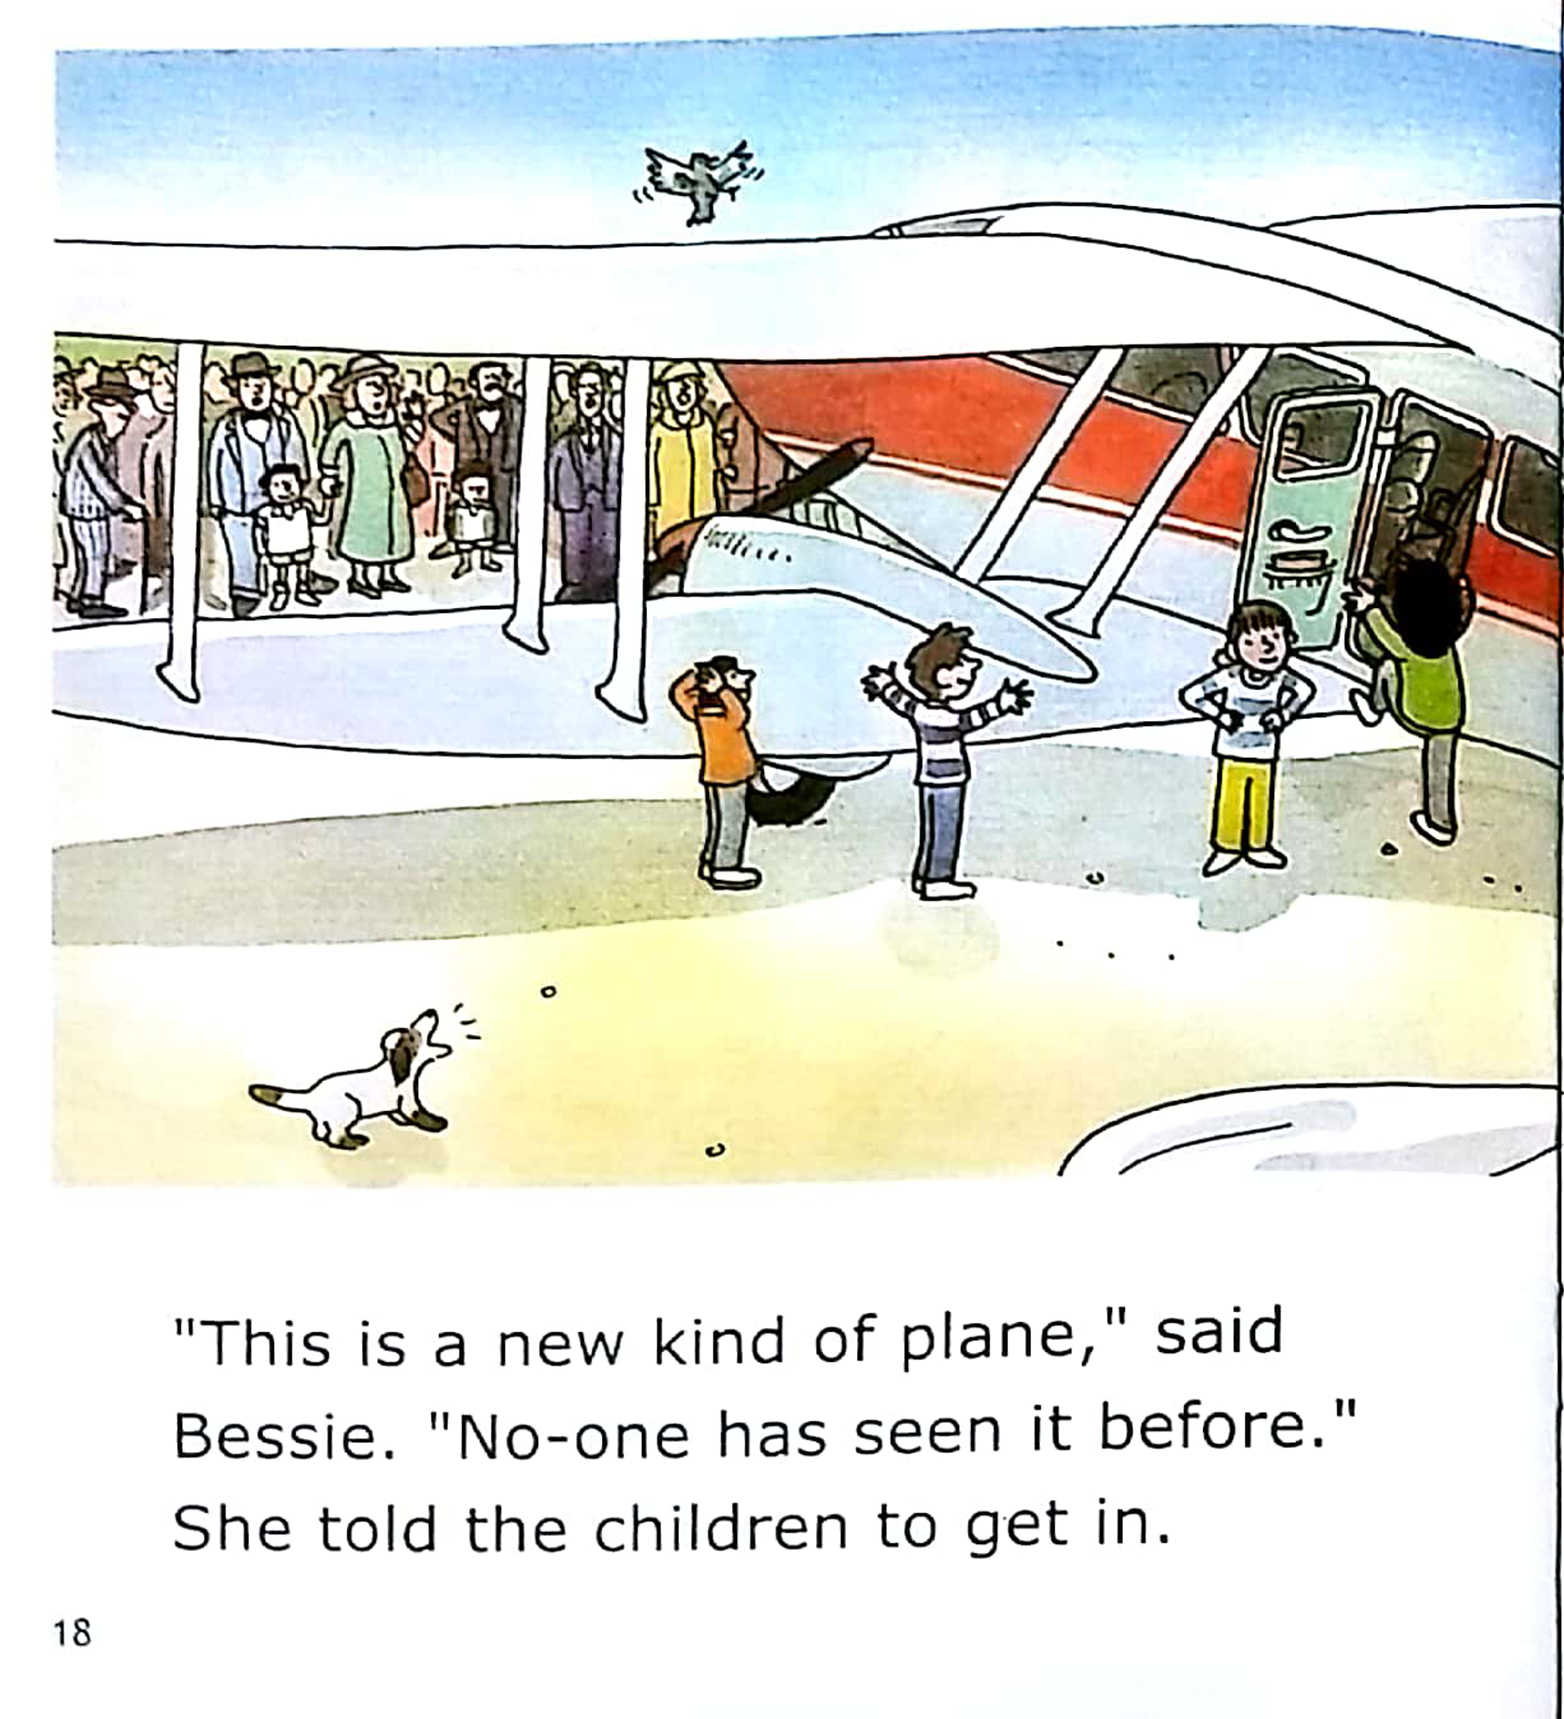 "This is a new kind of plane," said
Bessie. "No-one has seen it before."
She told the children to get in.
18